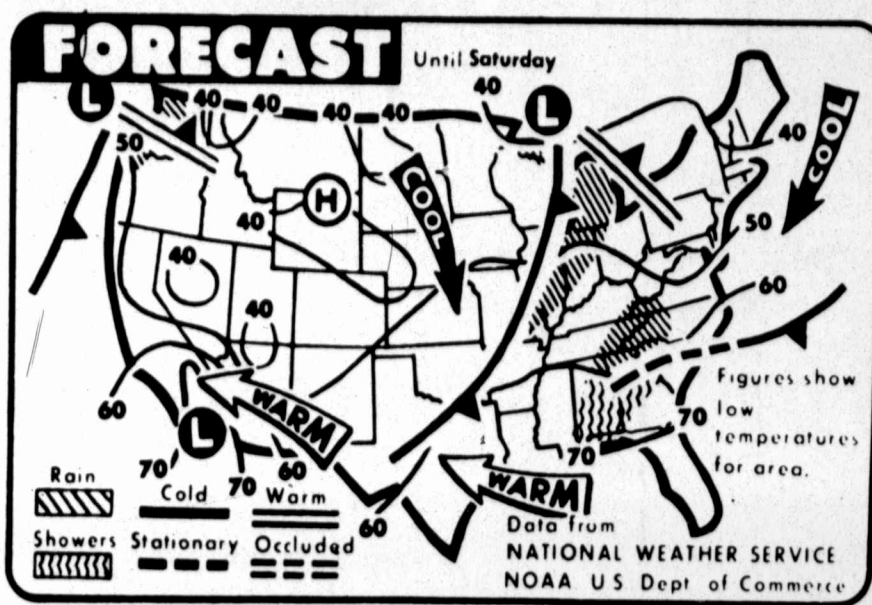 FORECAST
Until Saturday
L
40
40
40
40
40
L
COOL
40
50
COOL
H
40
50
40
60
40
WARM
Figures show
low
temperatures
for area.
60
L
70
70
60
70
70
WARM
60
Rain
Cold
Warm
Showers
Stationary
Occluded
Data from
NATIONAL WEATHER SERVICE
NOAA U S Dept of Commerce